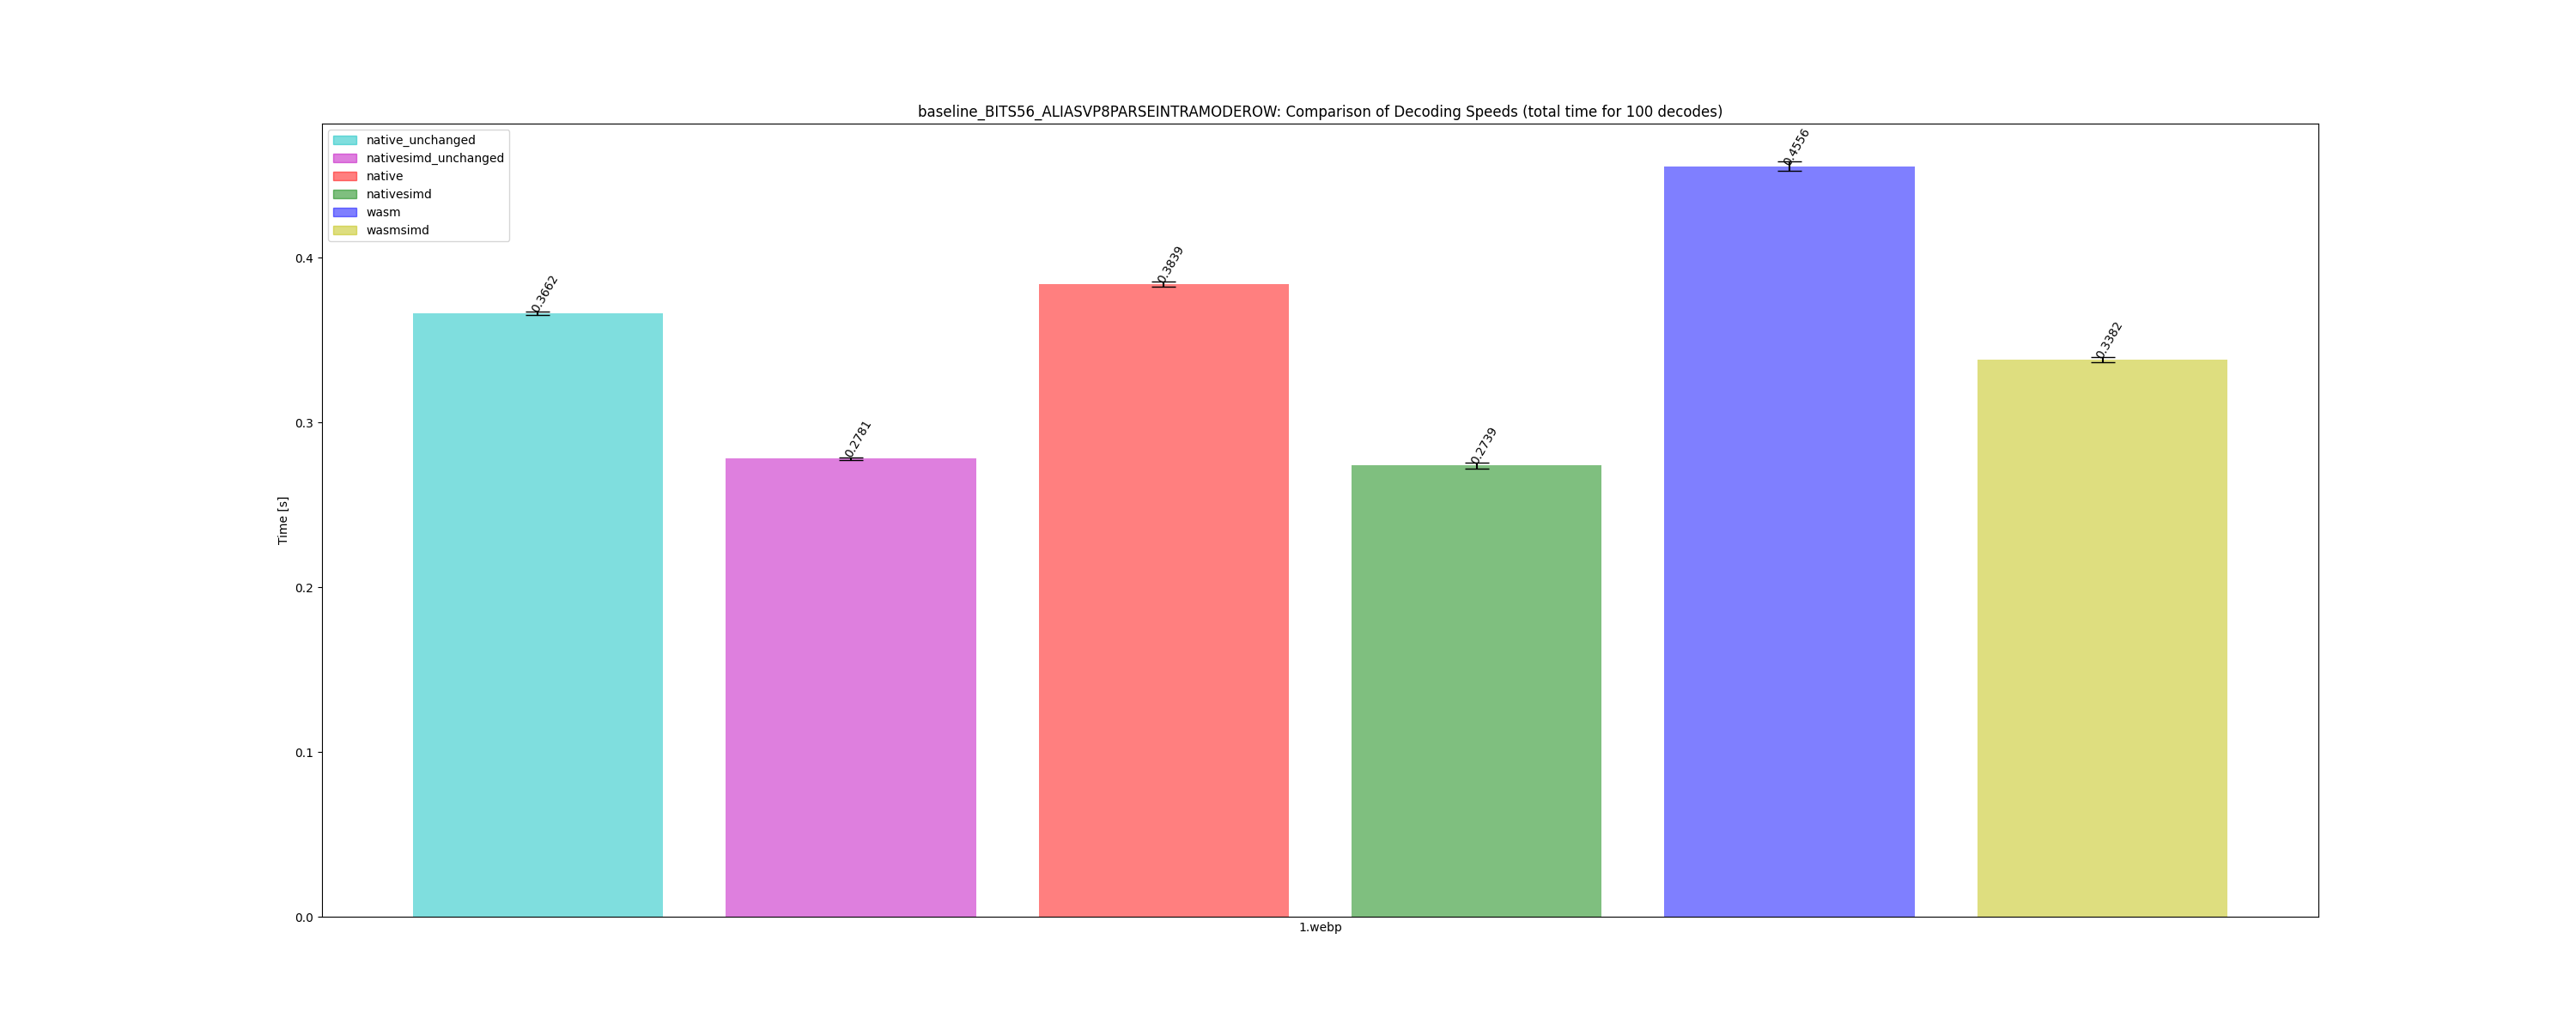 baseline_BITS56_ALIASVP8PARSEINTRAMODEROW: Comparison of Decoding Speeds (total time for 100 decodes)
native_unchanged
nativesimd_unchanged
native
nativesimd
wasm
wasmsimd
0.3662
0.2781
0.3839
0.2739
0.4556
0.3382
0.4
0.3
0.2
0.1
0.0
Time [s]
1.webp